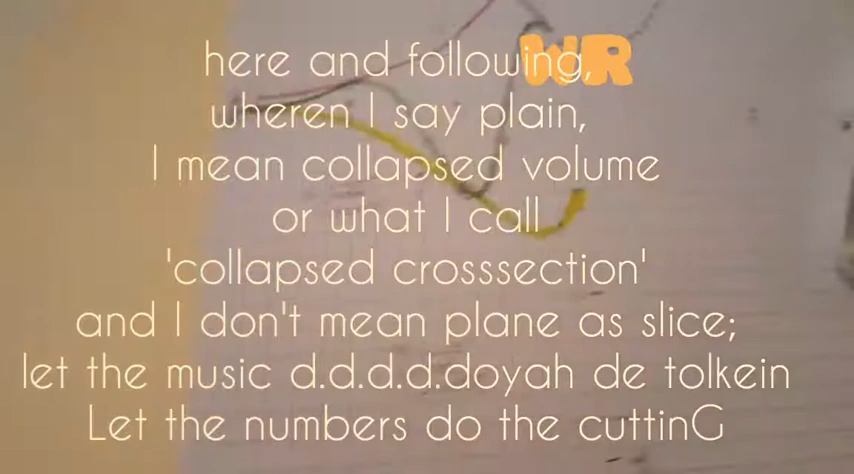 WR
here and following,
wheren I say plain,
I mean collapsed volume
or what I call
'collapsed crosssection'
and I don't mean plane as slice;
let the music d.d.d.d.doyah de tolkein
Let the numbers do the cuttinG